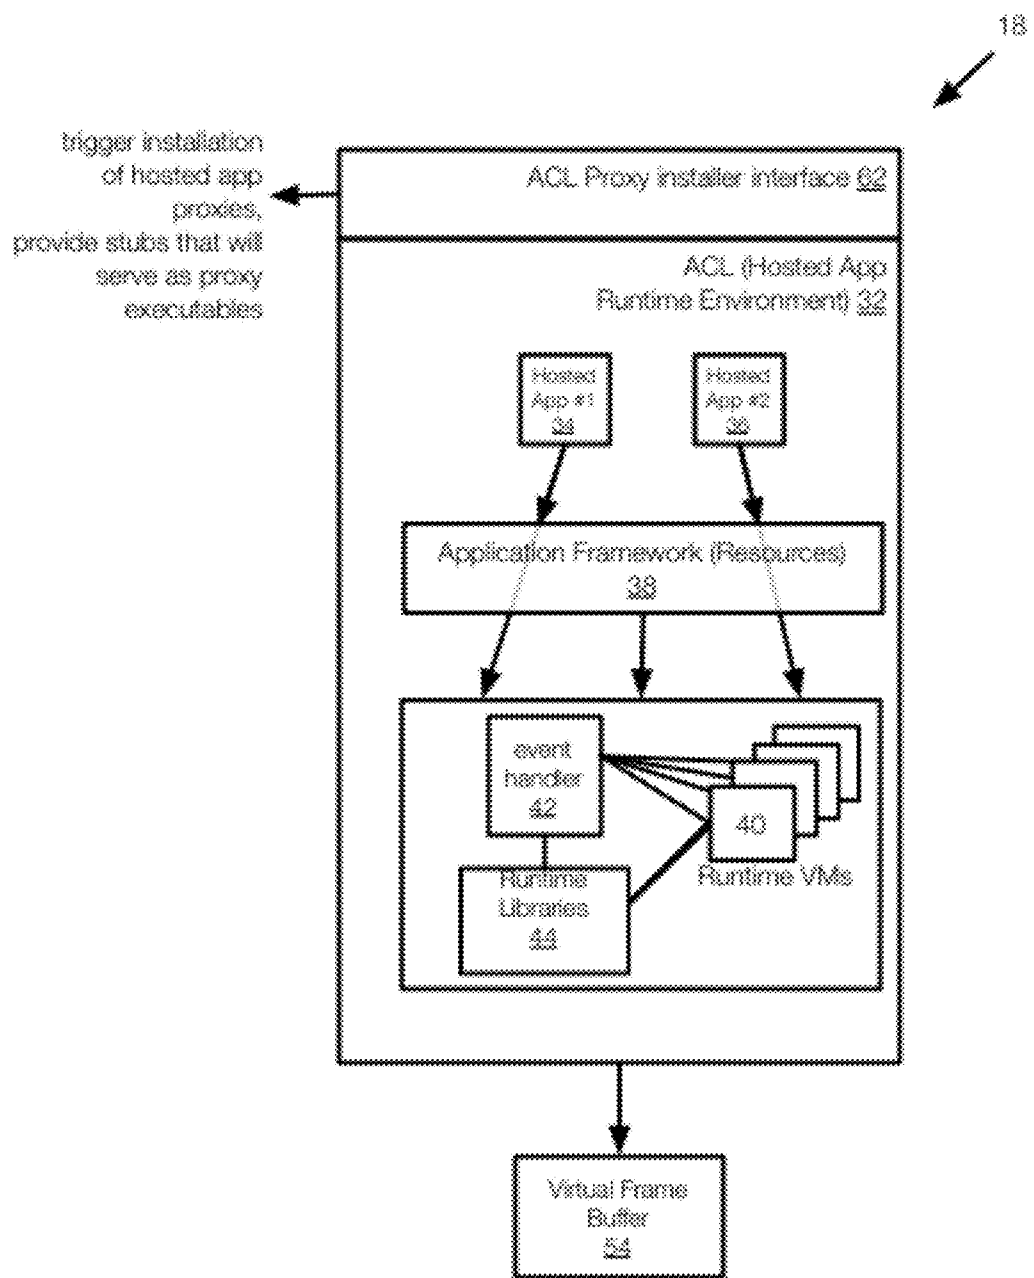 18
trigger installation
of hosted app
proxies,
provide stubs that will
serve as proxy
executables
ACL Proxy installer interface 62
ACL (Hosted App
Runtime Environment) 32
Hosted
App #1
34
Hosted
App #2
36
Application Framework (Resources)
38
event
handler
42
40
Runtime VMs
Runtime
Libraries
44
Virtual Frame
Buffer
54